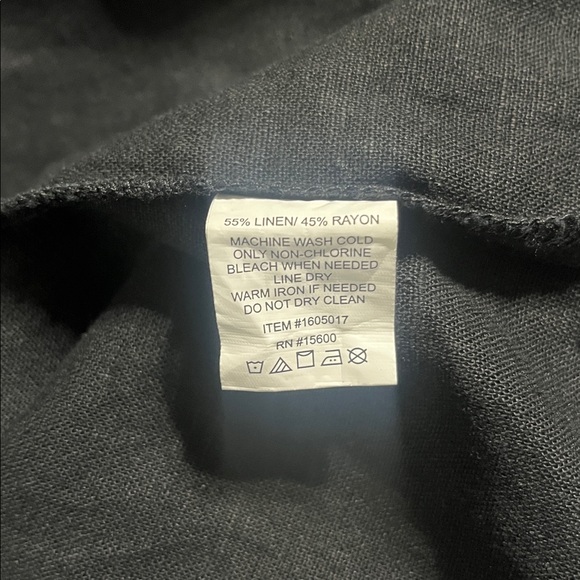 55% LINEN/ 45% RAYON
MACHINE WASH COLD
ONLY NON-CHLORINE
BLEACH WHEN NEEDED
LINE DRY
WARM IRON IF NEEDED
DO NOT DRY CLEAN
ITEM #1605017
RN #15600